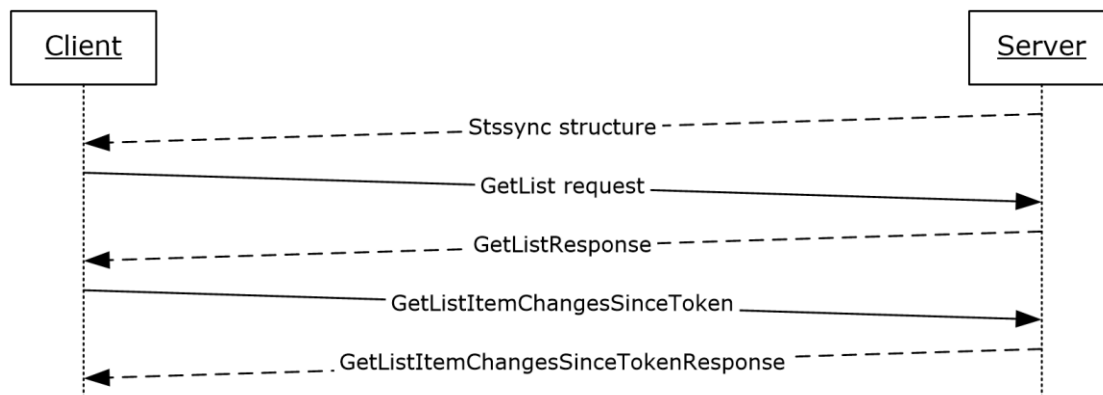 Client
Server
Stssync structure
GetList request
GetListResponse
GetListItemChangesSinceToken
GetListItemChangesSinceTokenResponse